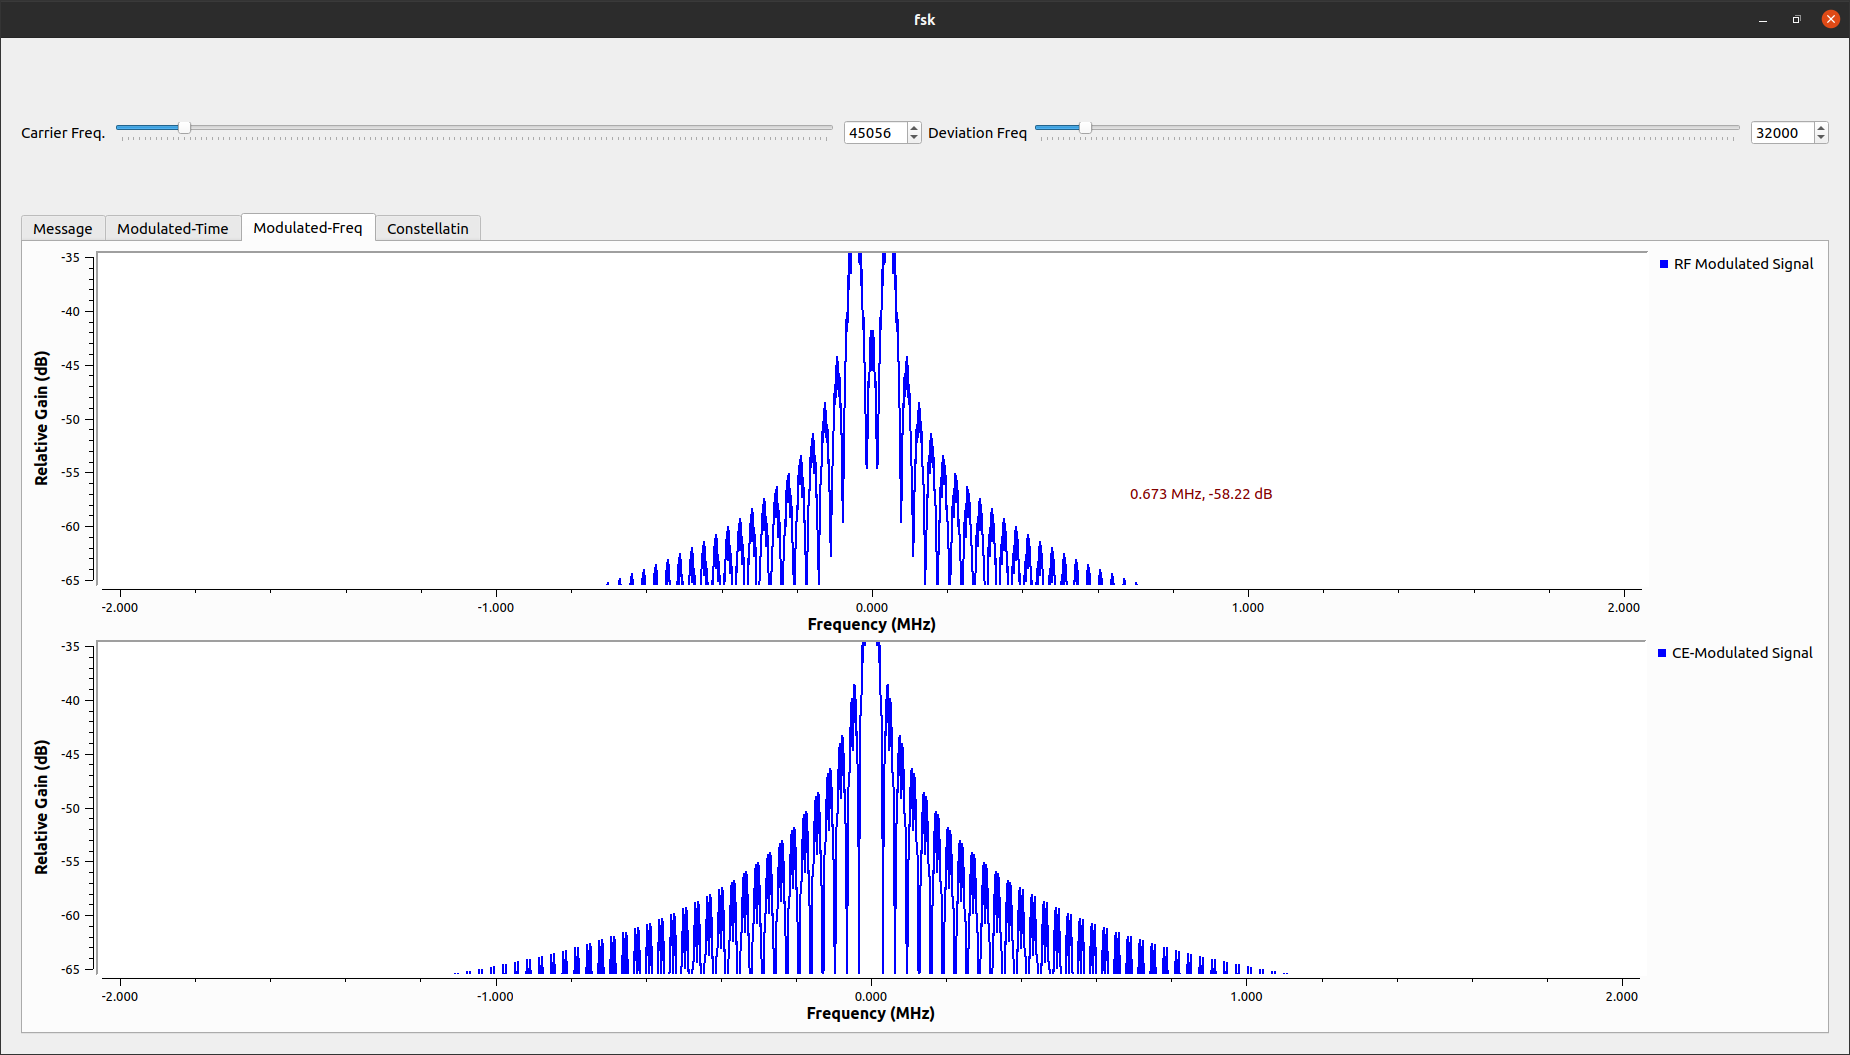 fsk
Carrier Freq. 45056 Deviation Freq 32000
Message Modulated-Time Modulated-Freq Constellatin
-35
-40
-45
-50
-55
-60
-65
Relative Gain (dB)
RF Modulated Signal
0.673 MHz, -58.22 dB
-2.000 -1.000 0.000 1.000 2.000
Frequency (MHz)
-35
-40
-45
-50
-55
-60
-65
Relative Gain (dB)
CE-Modulated Signal
-2.000 -1.000 0.000 1.000 2.000
Frequency (MHz)